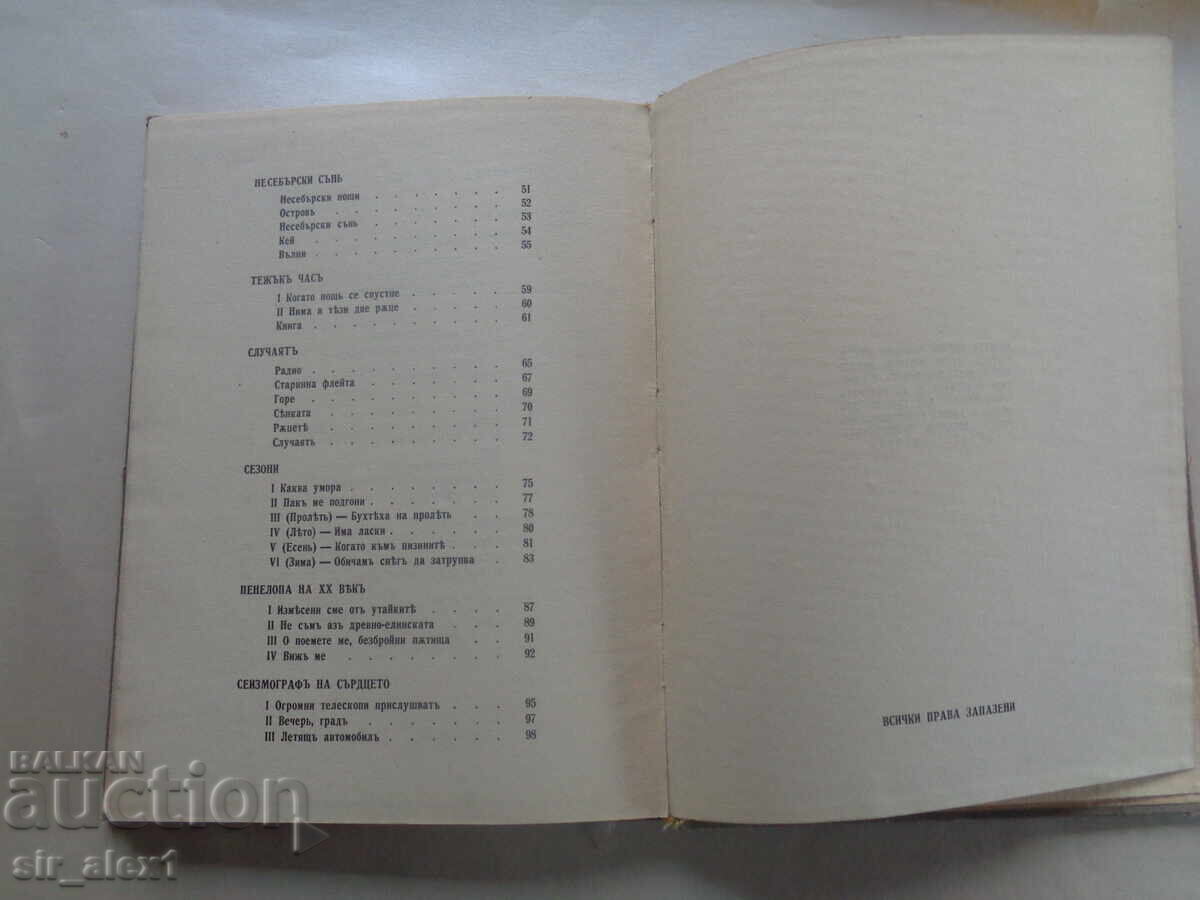 НЕСЕБЪРСКИ СЪНЬ
Несебърски нощи . . . . . . . 51
Островъ . . . . . . . . 52
Несебърски сънь . . . . . . . 53
Кей . . . . . . . . . 54
Вълни . . . . . . . . . 55
ТЕЖЪКЪ ЧАСЪ
I Когато нощь се спустне . . . . . 59
II Нима в тѣзи две рѫце . . . . . 60
Книга . . . . . . . . . 61
СЛУЧАЯТЪ
Радио . . . . . . . . . 65
Старинна флейта . . . . . . . 67
Горе . . . . . . . . . 69
Сѣнката . . . . . . . . . 70
Рѫцетѣ . . . . . . . . 71
Случаятъ . . . . . . . . 72
СЕЗОНИ
I Каква умора . . . . . . . 75
II Пакъ ме подгони . . . . . . 77
III (Пролѣть) — Бухтѣха на пролѣть . . 78
IV (Лѣто) — Има ласки . . . . . 80
V (Есень) — Когато къмъ низинитѣ . . . 81
VI (Зима) — Обичамъ снѣгъ да затрупва . 83
ПЕНЕЛОПА НА XX ВѢКЪ
I Измѣсени сме отъ утайкитѣ . . . . 87
II Не съмъ азъ древно-елинската . . . 89
III О поемете ме, безбройни пѫтища . . 91
IV Вижъ ме . . . . . . . 92
СЕИЗМОГРАФЪ НА СЪРДЦЕТО
I Огромни телескопи прислушватъ . . . 95
II Вечерь, градъ . . . . . . . 97
III Летящъ автомобилъ . . . . . . 98
ВСИЧКИ ПРАВА ЗАПАЗЕНИ
BALKAN
auction
sir_alex1